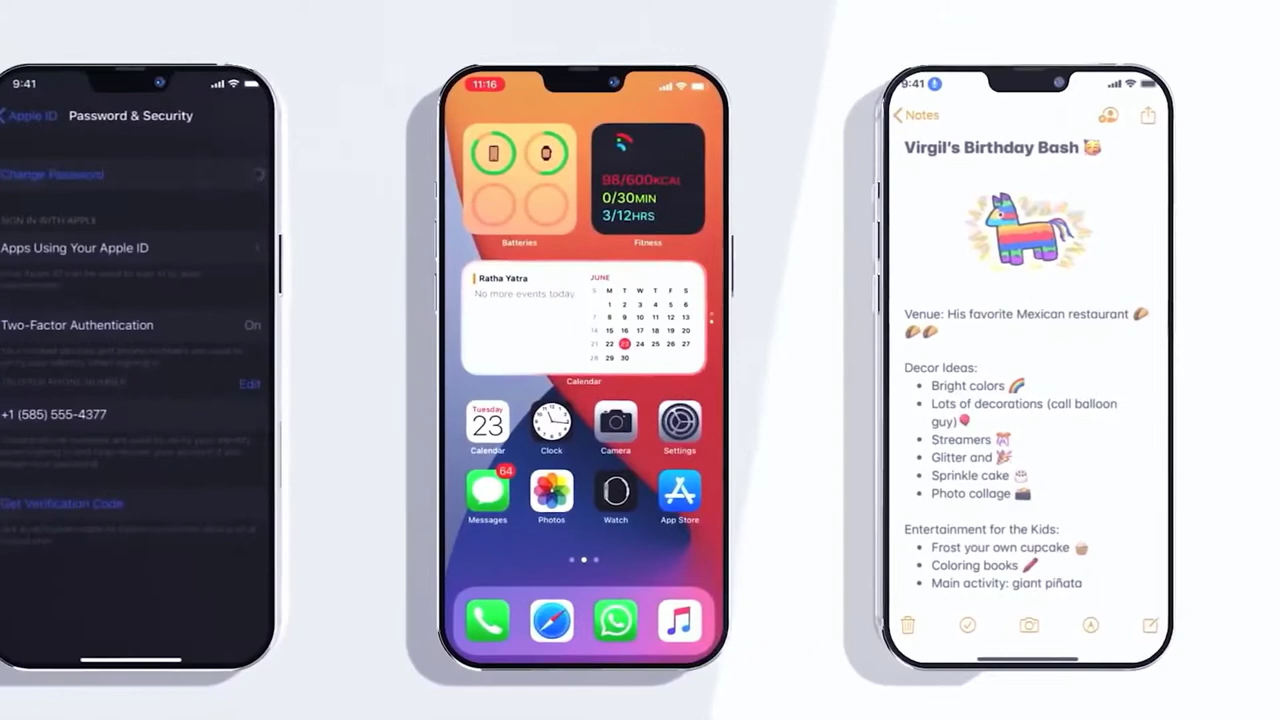 9:41
Apple ID
Password & Security
Change Password
SIGN IN WITH APPLE
Apps Using Your Apple ID
Two-Factor Authentication
On
Edit
+1 (585) 555-4377
Get Verification Code
11:16
98/600KCAL
0/30MIN
3/12HRS
Batteries
Fitness
Ratha Yatra
No more events today
JUNE
S M T W T F S
1 2 3 4 5 6
7 8 9 10 11 12 13
14 15 16 17 18 19 20
21 22 23 24 25 26 27
28 29 30
Calendar
Tuesday
23
Calendar
Clock
Camera
Settings
64
Messages
Photos
Watch
App Store
9:41
Notes
Virgil's Birthday Bash 🥳
Venue: His favorite Mexican restaurant 🌮
🌮🌮
Decor Ideas:
• Bright colors 🌈
• Lots of decorations (call balloon
guy)🎈
• Streamers 🎊
• Glitter and 🎉
• Sprinkle cake 🎂
• Photo collage 📸
Entertainment for the Kids:
• Frost your own cupcake 🧁
• Coloring books 🖍️
• Main activity: giant piñata